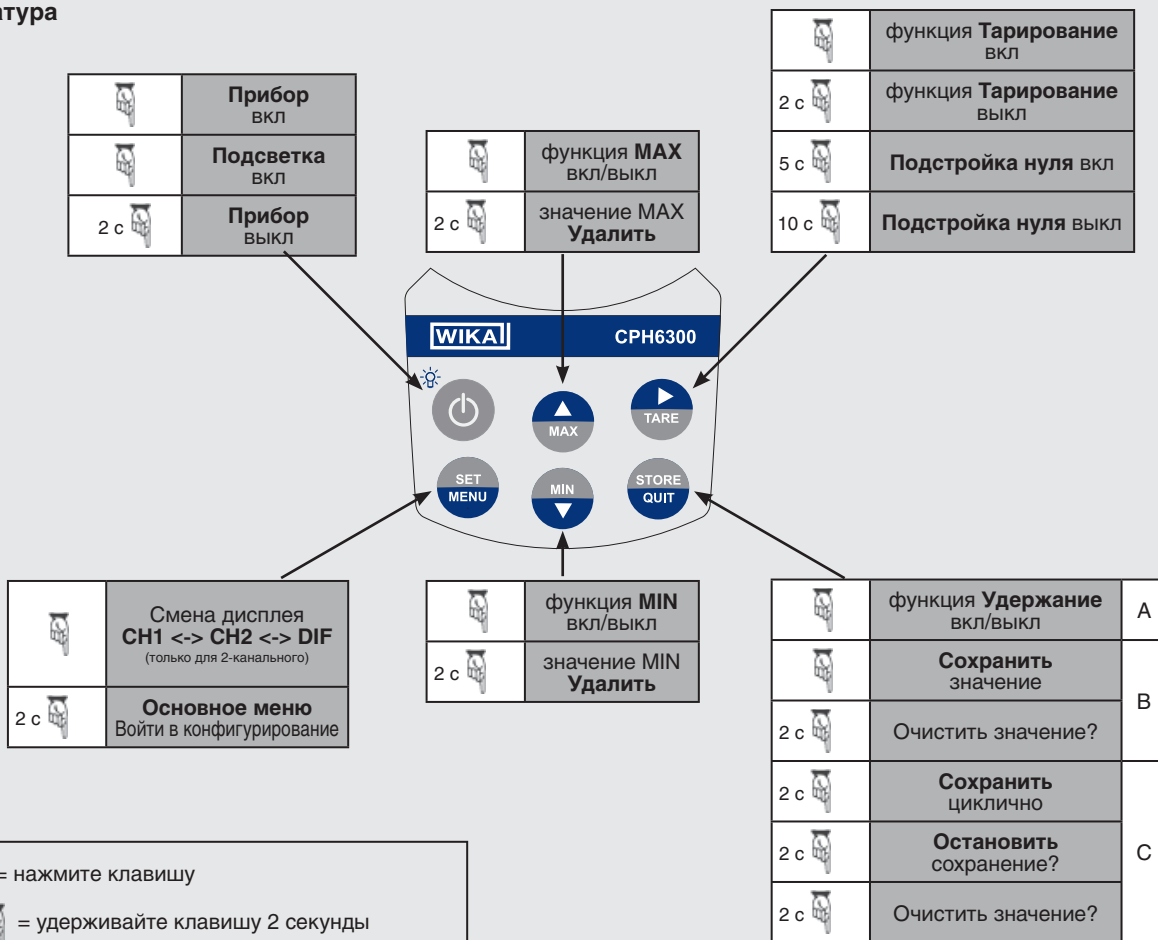 Прибор
вкл
Подсветка
вкл
2 с Прибор
выкл
функция MAX
вкл/выкл
2 с значение MAX
Удалить
функция Тарирование
вкл
2 с функция Тарирование
выкл
5 с Подстройка нуля вкл
10 с Подстройка нуля выкл
WIKAI CPH6300
MAX
TARE
SET
MENU
MIN
STORE
QUIT
Смена дисплея
CH1 <-> CH2 <-> DIF
(только для 2-канального)
2 с Основное меню
Войти в конфигурирование
функция MIN
вкл/выкл
2 с значение MIN
Удалить
функция Удержание
вкл/выкл
A
Сохранить
значение
B
2 с Очистить значение?
2 с Сохранить
циклично
2 с Остановить
сохранение?
C
2 с Очистить значение?
= нажмите клавишу
= удерживайте клавишу 2 секунды